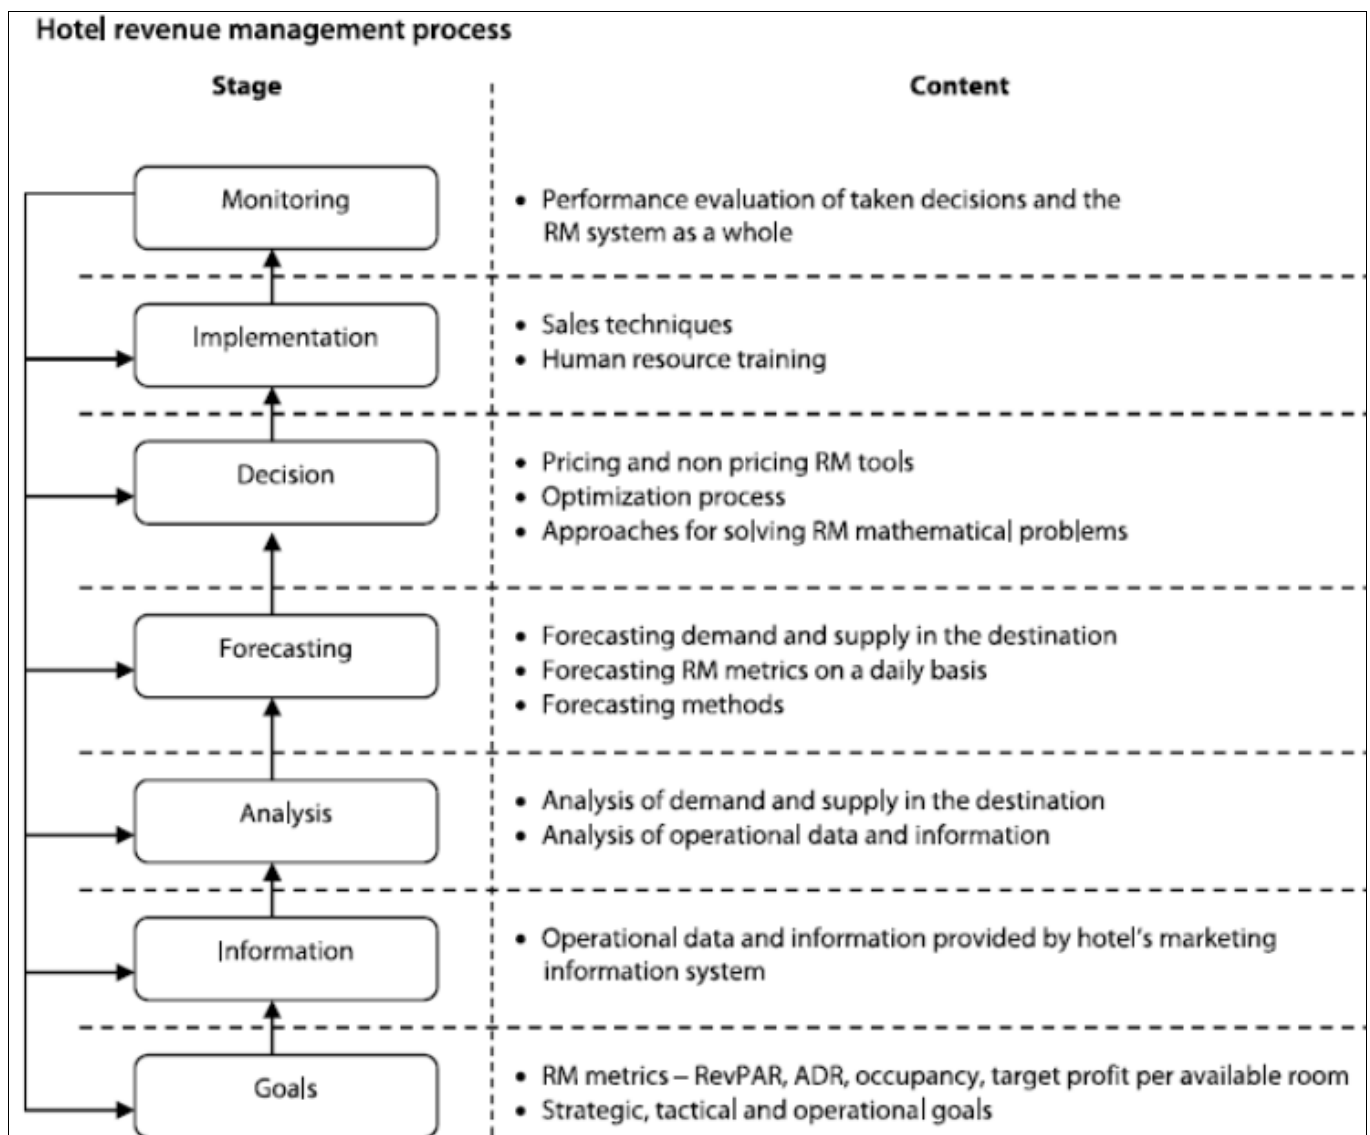 Hotel revenue management process
Stage
Content
Monitoring
• Performance evaluation of taken decisions and the
RM system as a whole
Implementation
• Sales techniques
• Human resource training
Decision
• Pricing and non pricing RM tools
• Optimization process
• Approaches for solving RM mathematical problems
Forecasting
• Forecasting demand and supply in the destination
• Forecasting RM metrics on a daily basis
• Forecasting methods
Analysis
• Analysis of demand and supply in the destination
• Analysis of operational data and information
Information
• Operational data and information provided by hotel's marketing
information system
Goals
• RM metrics – RevPAR, ADR, occupancy, target profit per available room
• Strategic, tactical and operational goals